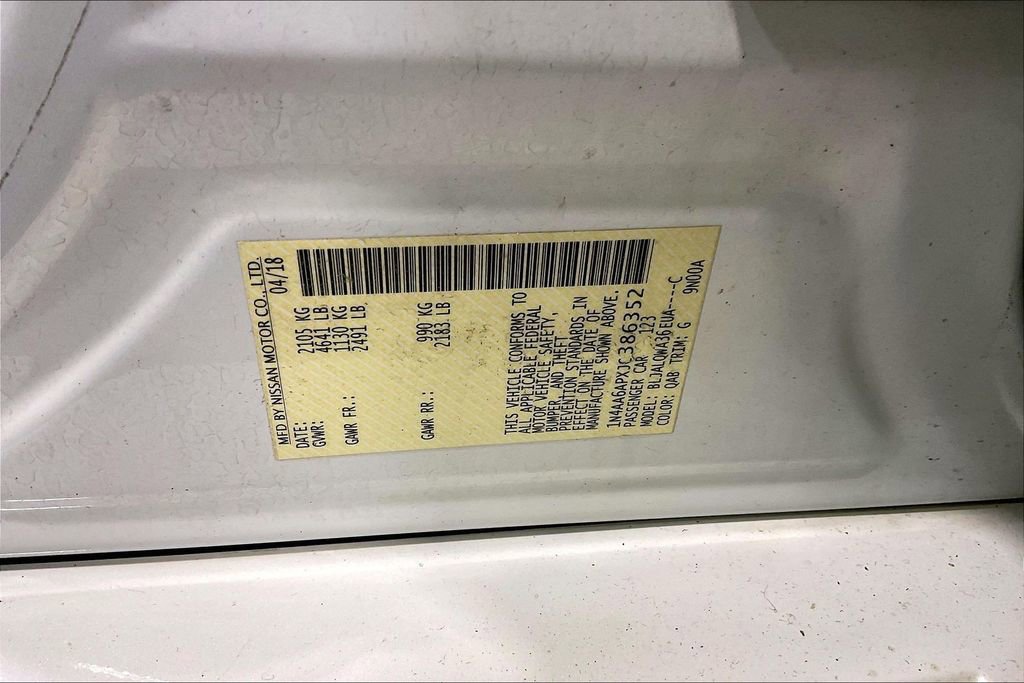 MFD BY NISSAN MOTOR CO., LTD.
DATE: 04/18
GVWR: 2105 KG
4641 LB
GAWR FR.: 1130 KG
2491 LB
GAWR RR.: 990 KG
2183 LB
THIS VEHICLE CONFORMS TO
ALL APPLICABLE FEDERAL
MOTOR VEHICLE SAFETY,
BUMPER, AND THEFT
PREVENTION STANDARDS IN
EFFECT ON THE DATE OF
MANUFACTURE SHOWN ABOVE.
1N4AA6APXJC386352
PASSENGER CAR 123
MODEL: BLJALQWA36EUA----C
COLOR: QAB TRIM: G
9N00A